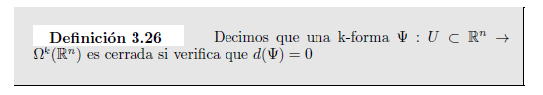 Definición 3.26 Decimos que una k-forma Ψ : U ⊂ ℝⁿ →
Ωᵏ(ℝⁿ) es cerrada si verifica que d(Ψ) = 0